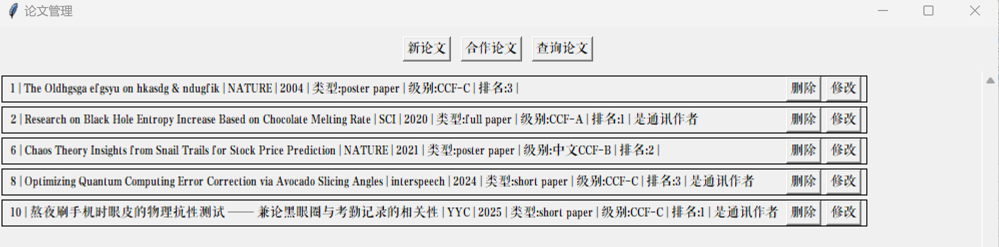 论文管理
新论文 合作论文 查询论文
1 | The Oldhgsga efgsyu on hkasdg & ndugfik | NATURE | 2004 | 类型:poster paper | 级别:CCF-C | 排名:3 | 删除 修改
2 | Research on Black Hole Entropy Increase Based on Chocolate Melting Rate | SCI | 2020 | 类型:full paper | 级别:CCF-A | 排名:1 | 是通讯作者 删除 修改
6 | Chaos Theory Insights from Snail Trails for Stock Price Prediction | NATURE | 2021 | 类型:poster paper | 级别:中文CCF-B | 排名:2 | 删除 修改
8 | Optimizing Quantum Computing Error Correction via Avocado Slicing Angles | interspeech | 2024 | 类型:short paper | 级别:CCF-C | 排名:3 | 是通讯作者 删除 修改
10 | 熬夜刷手机时眼皮的物理抗性测试 —— 兼论黑眼圈与考勤记录的相关性 | YYC | 2025 | 类型:short paper | 级别:CCF-C | 排名:1 | 是通讯作者 删除 修改